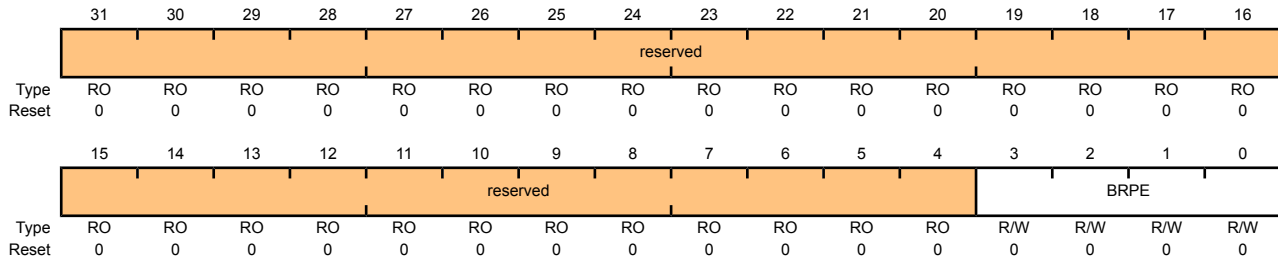 31 30 29 28 27 26 25 24 23 22 21 20 19 18 17 16
reserved
Type RO RO RO RO RO RO RO RO RO RO RO RO RO RO RO RO
Reset 0 0 0 0 0 0 0 0 0 0 0 0 0 0 0 0
15 14 13 12 11 10 9 8 7 6 5 4 3 2 1 0
reserved BRPE
Type RO RO RO RO RO RO RO RO RO RO RO RO R/W R/W R/W R/W
Reset 0 0 0 0 0 0 0 0 0 0 0 0 0 0 0 0